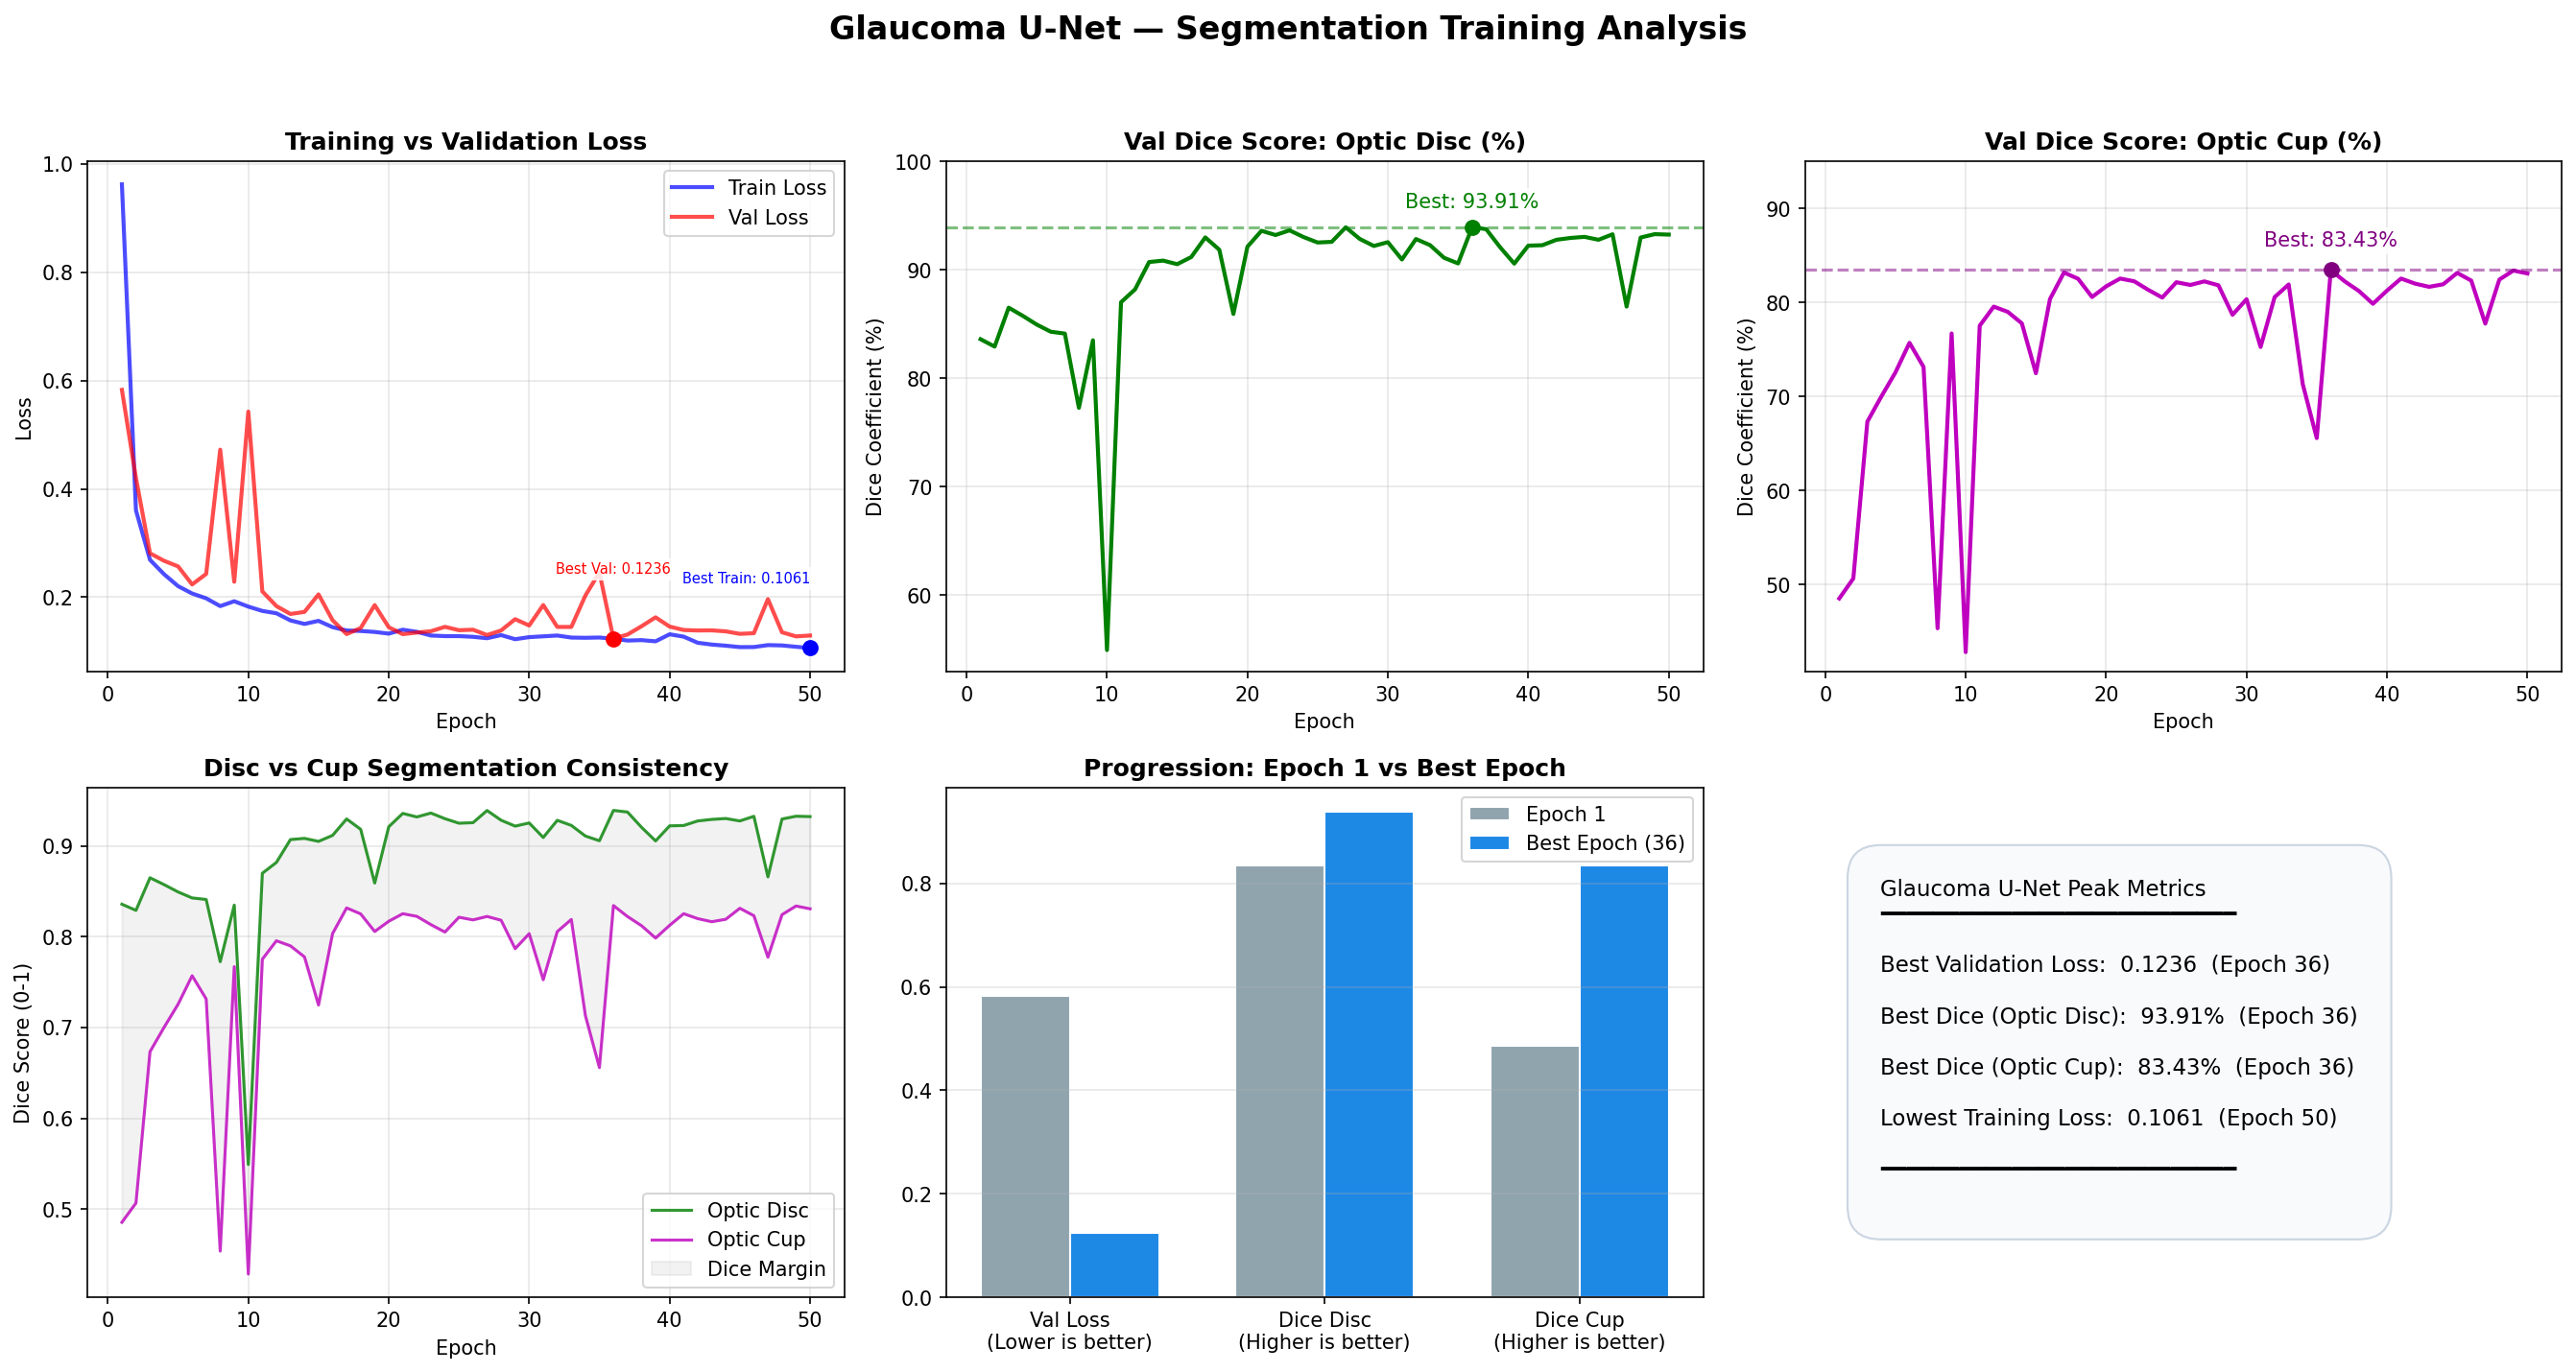 Glaucoma U-Net — Segmentation Training Analysis
Training vs Validation Loss
Train Loss
Val Loss
Best Val: 0.1236
Best Train: 0.1061
1.0
0.8
0.6
0.4
0.2
Loss
0 10 20 30 40 50
Epoch
Val Dice Score: Optic Disc (%)
Best: 93.91%
100
90
80
70
60
Dice Coefficient (%)
0 10 20 30 40 50
Epoch
Val Dice Score: Optic Cup (%)
Best: 83.43%
90
80
70
60
50
Dice Coefficient (%)
0 10 20 30 40 50
Epoch
Disc vs Cup Segmentation Consistency
0.9
0.8
0.7
0.6
0.5
Dice Score (0-1)
Optic Disc
Optic Cup
Dice Margin
0 10 20 30 40 50
Epoch
Progression: Epoch 1 vs Best Epoch
Epoch 1
Best Epoch (36)
0.8
0.6
0.4
0.2
0.0
Val Loss
(Lower is better)
Dice Disc
(Higher is better)
Dice Cup
(Higher is better)
Glaucoma U-Net Peak Metrics
Best Validation Loss: 0.1236 (Epoch 36)
Best Dice (Optic Disc): 93.91% (Epoch 36)
Best Dice (Optic Cup): 83.43% (Epoch 36)
Lowest Training Loss: 0.1061 (Epoch 50)